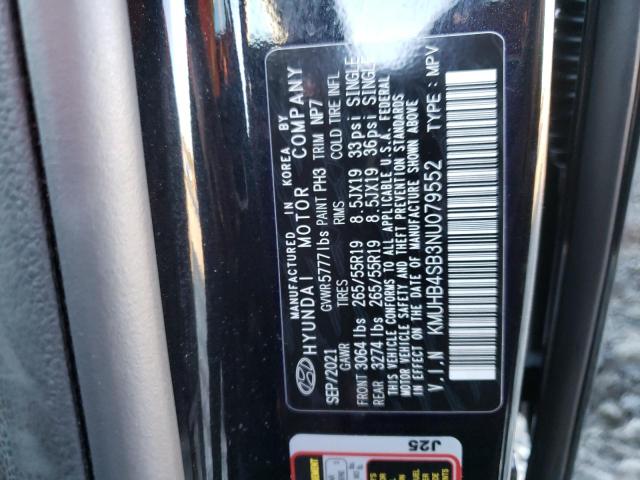 MANUFACTURED IN KOREA BY
HYUNDAI MOTOR COMPANY
SEP/2021 GVWR 5777 lbs PAINT PH3 TRIM NP7
GAWR TIRES RIMS COLD TIRE INFL
FRONT 3064 lbs 265/55R19 8.5JX19 33psi SINGLE
REAR 3274 lbs 265/55R19 8.5JX19 36psi SINGLE
THIS VEHICLE CONFORMS TO ALL APPLICABLE U.S.A. FEDERAL
MOTOR VEHICLE SAFETY AND THEFT PREVENTION STANDARDS
IN EFFECT ON THE DATE OF MANUFACTURE SHOWN ABOVE
V.I.N KMUHB4SB3NU079552 TYPE : MPV
J25